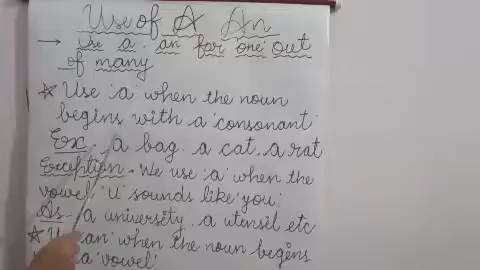 Use of A An
→ Use a. an for one out
of many
☆ Use 'a' when the noun
begins with a 'consonant'
Ex. a bag. a cat. a rat
Exception. We use 'a' when the
vowel 'u' sounds like 'you'.
As a university. a utensil etc
☆ 'an' when the noun begins
a 'vowel'